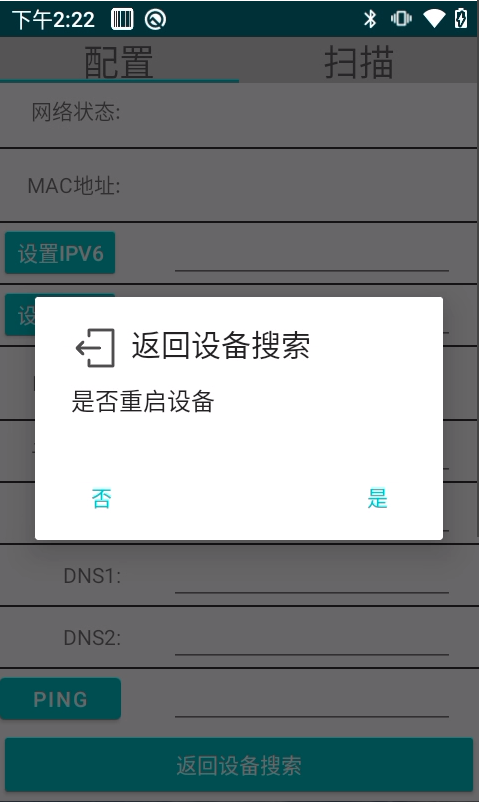 下午2:22
配置 扫描
网络状态:
MAC地址:
设置IPV6
返回设备搜索
是否重启设备
否 是
DNS1:
DNS2:
PING
返回设备搜索